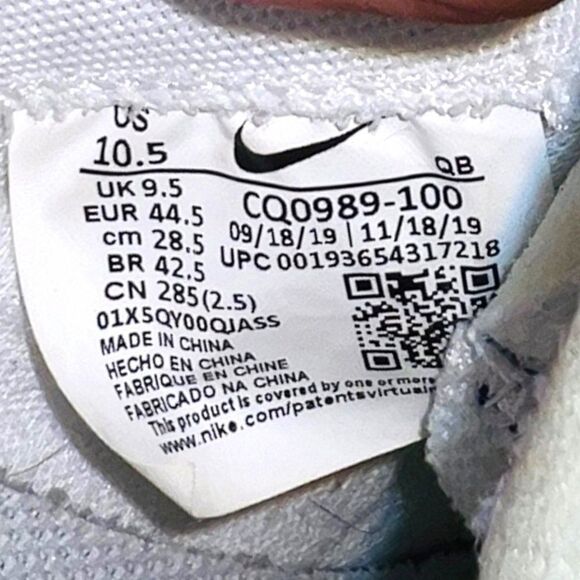 US
10.5
QB
UK 9.5
CQ0989-100
EUR 44.5
09/18/19 | 11/18/19
cm 28.5
UPC 00193654317218
BR 42.5
CN 285(2.5)
01X5QY00QJASS
MADE IN CHINA
HECHO EN CHINA
FABRIQUE EN CHINE
FABRICADO NA CHINA
This product is covered by one or more
www.nike.com/patentsvirtual